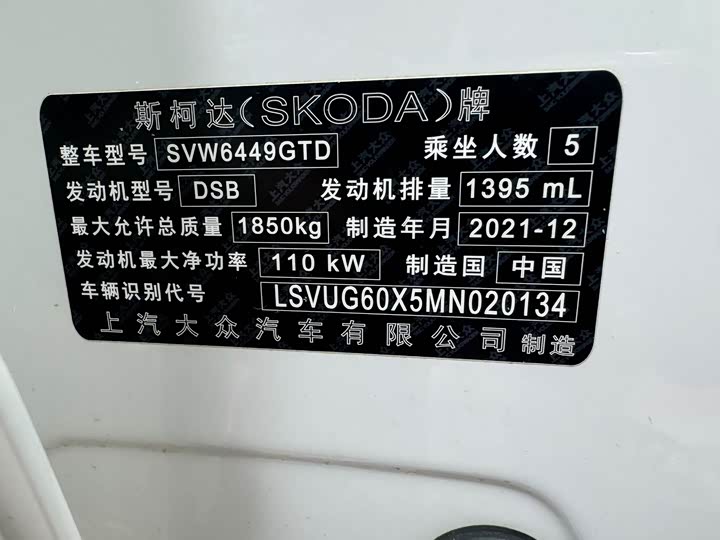 斯柯达(SKODA)牌
整车型号 SVW6449GTD 乘坐人数 5
发动机型号 DSB 发动机排量 1395 mL
最大允许总质量 1850kg 制造年月 2021-12
发动机最大净功率 110 kW 制造国 中国
车辆识别代号 LSVUG60X5MN020134
上汽大众汽车有限公司 制造